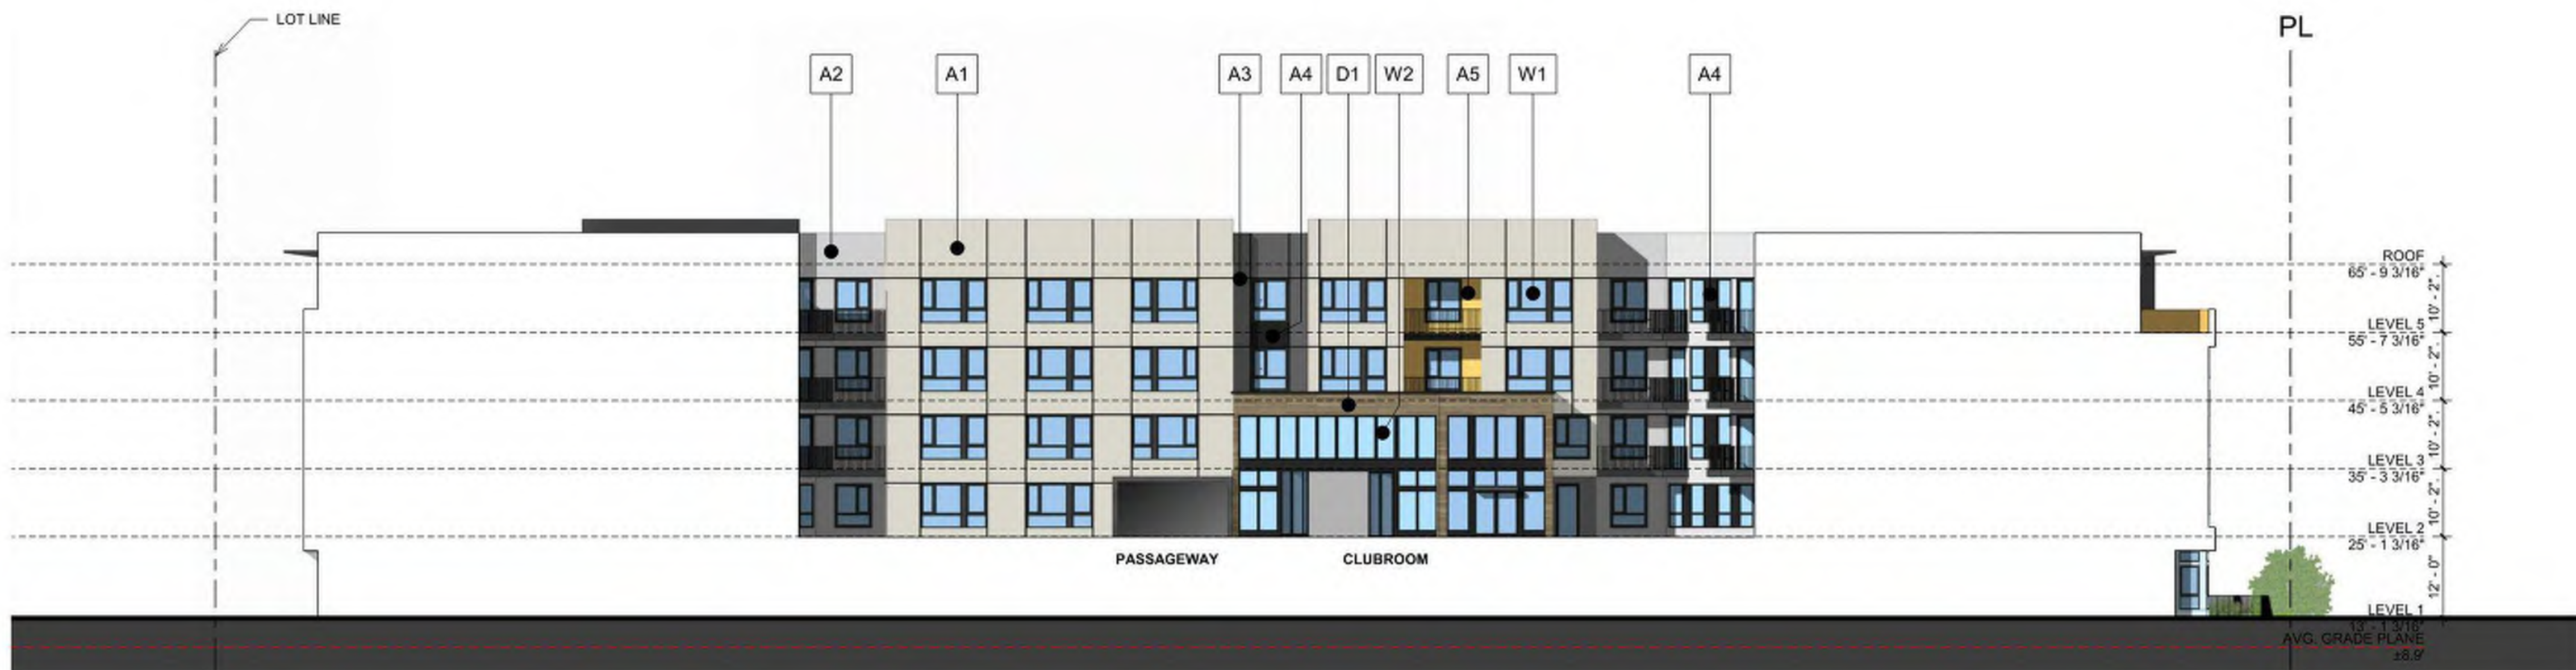 LOT LINE
PL
A2
A1
A3
A4
D1
W2
A5
W1
A4
ROOF
65' - 9 3/16"
10' - 2"
LEVEL 5
55' - 7 3/16"
10' - 2"
LEVEL 4
45' - 5 3/16"
10' - 2"
LEVEL 3
35' - 3 3/16"
10' - 2"
LEVEL 2
25' - 1 3/16"
PASSAGEWAY
CLUBROOM
12' - 0"
LEVEL 1
13' - 1 3/16"
AVG. GRADE PLANE
±8.9'